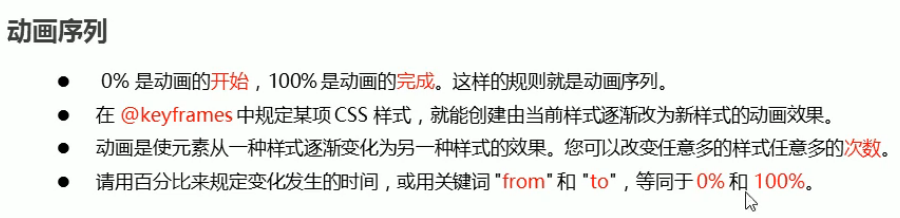 动画序列
● 0% 是动画的开始，100% 是动画的完成。这样的规则就是动画序列。
● 在 @keyframes 中规定某项 CSS 样式，就能创建由当前样式逐渐改为新样式的动画效果。
● 动画是使元素从一种样式逐渐变化为另一种样式的效果。您可以改变任意多的样式任意多的次数。
● 请用百分比来规定变化发生的时间，或用关键词 "from" 和 "to"，等同于 0% 和 100%。